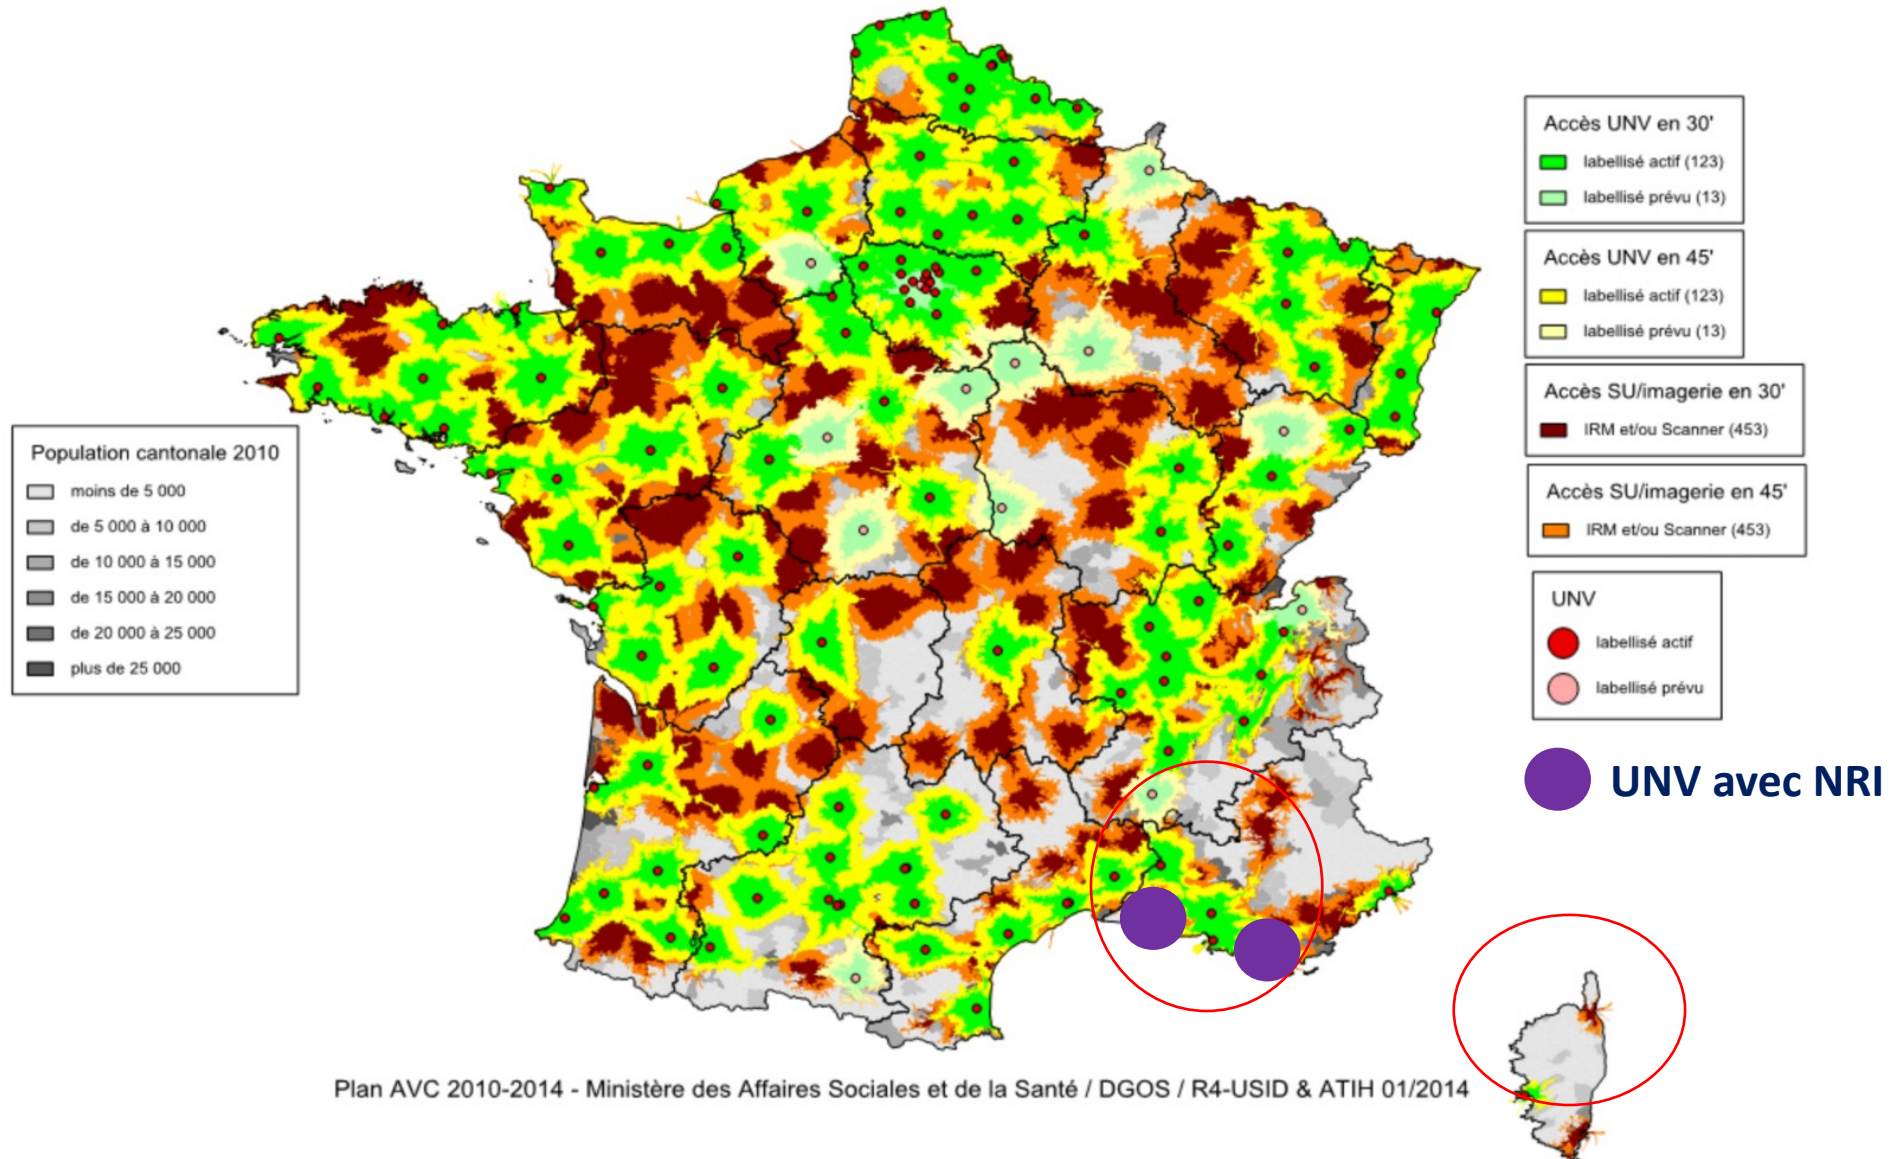 Accès UNV en 30'
labellisé actif (123)
labellisé prévu (13)
Accès UNV en 45'
labellisé actif (123)
labellisé prévu (13)
Accès SU/imagerie en 30'
IRM et/ou Scanner (453)
Accès SU/imagerie en 45'
IRM et/ou Scanner (453)
UNV
labellisé actif
labellisé prévu
UNV avec NRI
Population cantonale 2010
moins de 5 000
de 5 000 à 10 000
de 10 000 à 15 000
de 15 000 à 20 000
de 20 000 à 25 000
plus de 25 000
Plan AVC 2010-2014 - Ministère des Affaires Sociales et de la Santé / DGOS / R4-USID & ATIH 01/2014